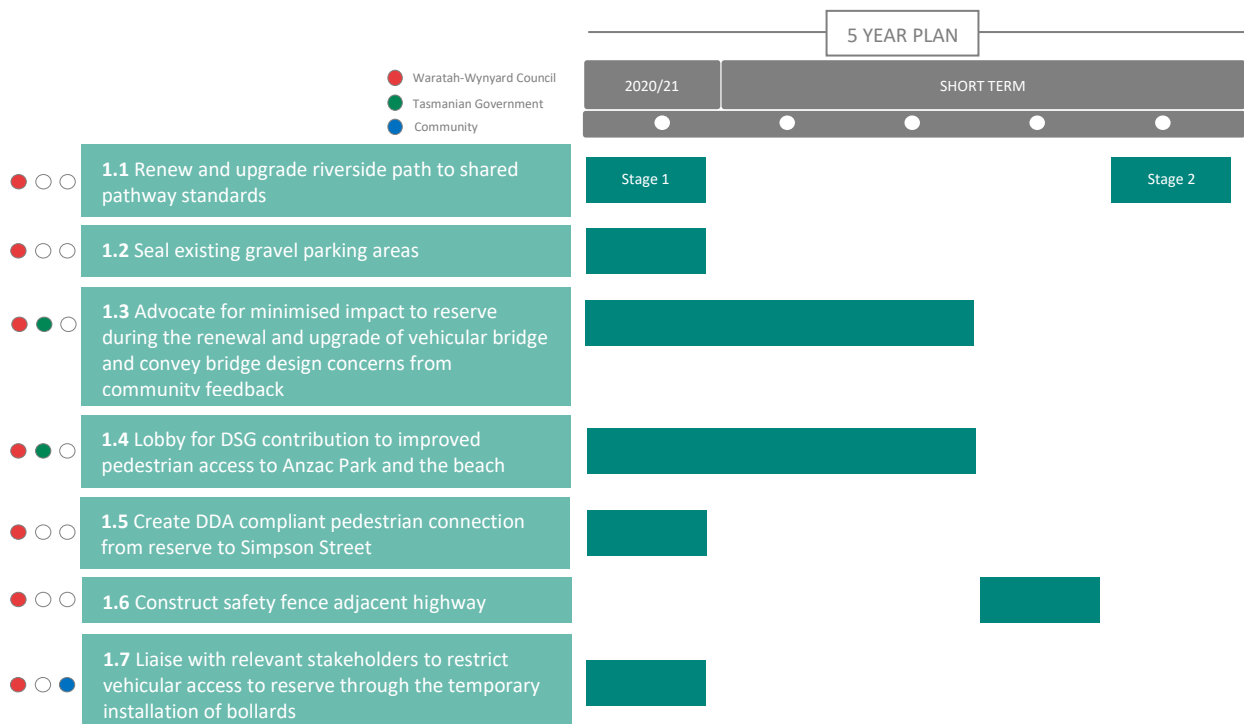 5 YEAR PLAN
Waratah-Wynyard Council
Tasmanian Government
Community
2020/21
SHORT TERM
1.1 Renew and upgrade riverside path to shared
pathway standards
Stage 1
Stage 2
1.2 Seal existing gravel parking areas
1.3 Advocate for minimised impact to reserve
during the renewal and upgrade of vehicular bridge
and convey bridge design concerns from
community feedback
1.4 Lobby for DSG contribution to improved
pedestrian access to Anzac Park and the beach
1.5 Create DDA compliant pedestrian connection
from reserve to Simpson Street
1.6 Construct safety fence adjacent highway
1.7 Liaise with relevant stakeholders to restrict
vehicular access to reserve through the temporary
installation of bollards